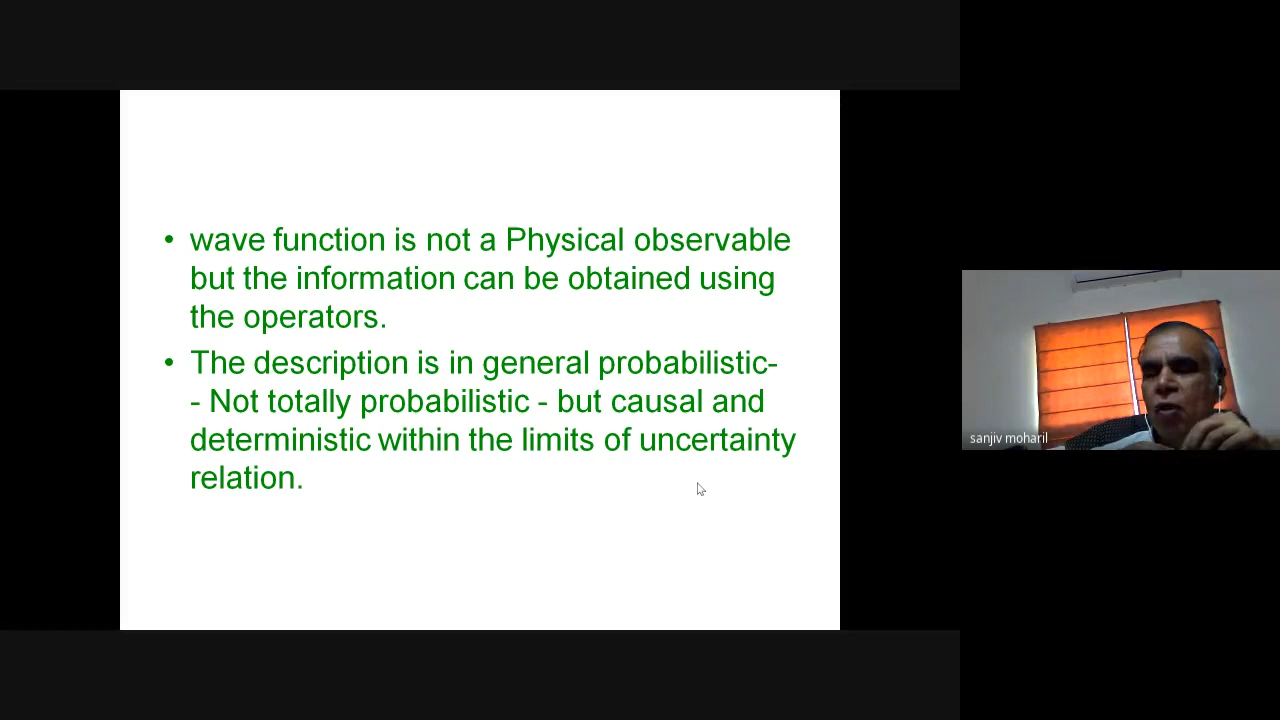 • wave function is not a Physical observable
but the information can be obtained using
the operators.
• The description is in general probabilistic-
- Not totally probabilistic - but causal and
deterministic within the limits of uncertainty
relation.
sanjiv moharil